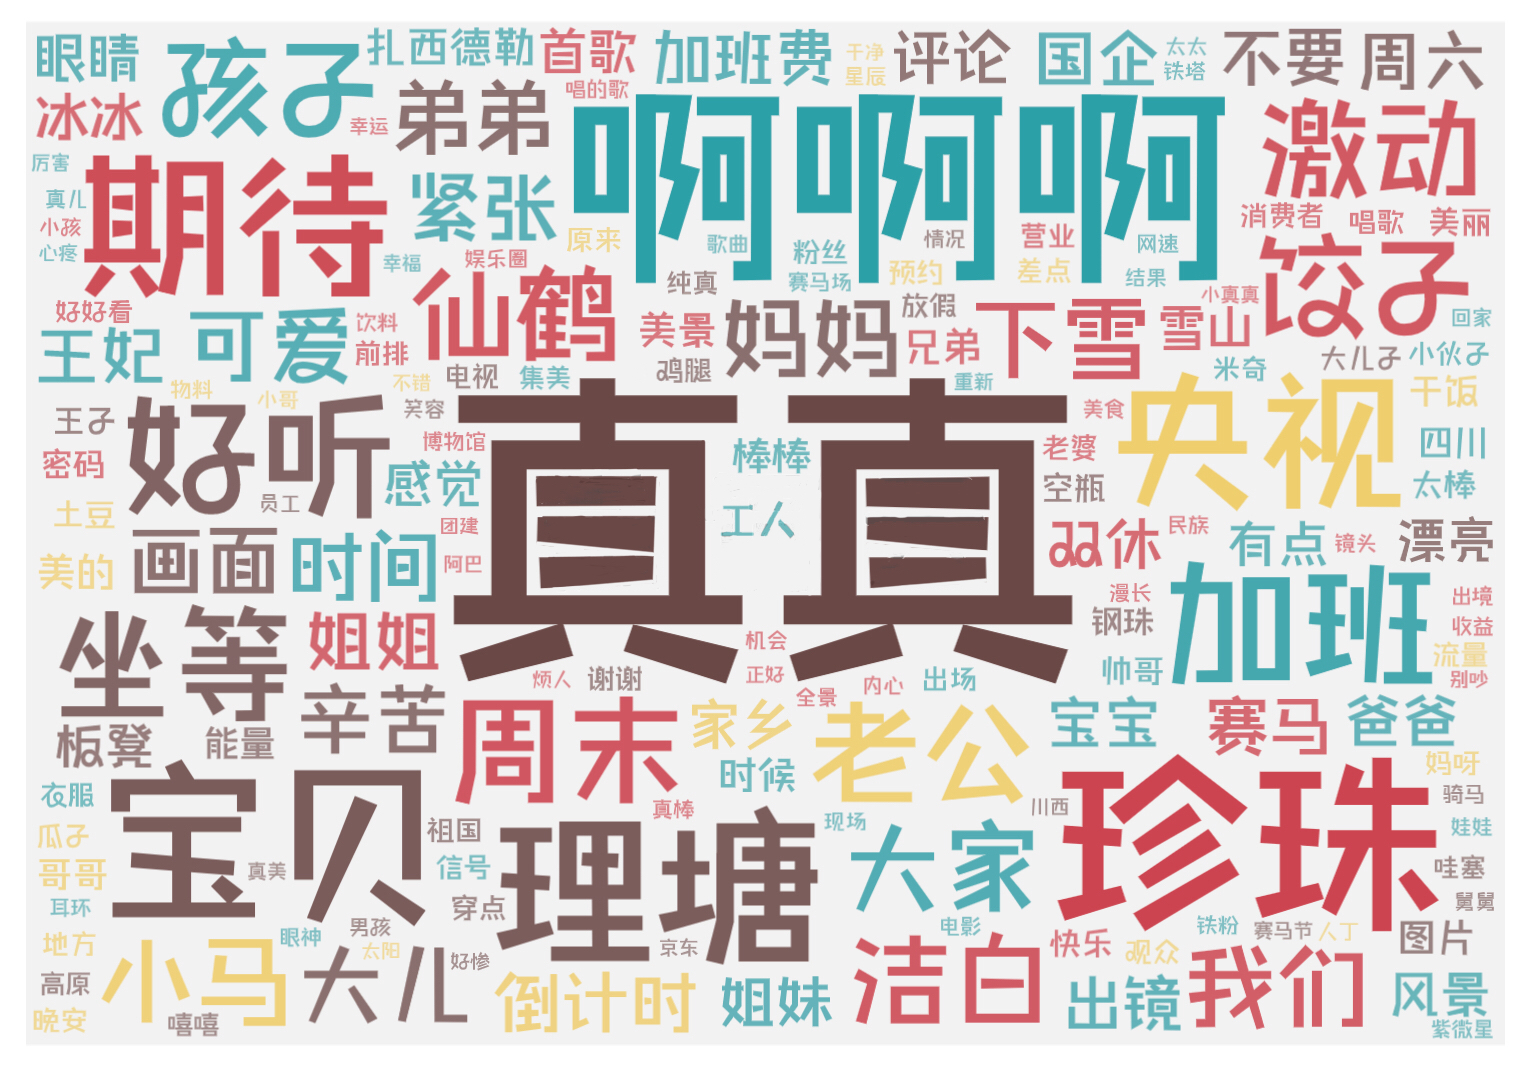 眼睛
孩子
扎西德勒
首歌
加班费
干净
评论
国企
太太
不要
周六
冰冰
唱的歌
星辰
铁塔
幸运
弟弟
啊啊啊
激动
厉害
期待
紧张
真儿
小孩
心疼
幸福
娱乐圈
原来
歌曲
粉丝
情况
营业
网速
消费者
唱歌
美丽
纯真
赛马场
预约
差点
结果
饺子
仙鹤
好好看
王妃
可爱
饮料
前排
美景
妈妈
放假
兄弟
下雪
小真真
雪山
回家
电视
集美
鸡腿
重新
米奇
大儿子
小伙子
物料
小哥
不错
笑容
王子
好听
真真
美食
央视
干饭
密码
博物馆
感觉
棒棒
老婆
四川
土豆
员工
团建
工人
空瓶
太棒
美的
画面
时间
阿巴
双休
民族
有点
镜头
漂亮
坐等
姐姐
机会
钢珠
漫长
加班
出境
收益
板凳
能量
辛苦
烦人
谢谢
正好
全景
内心
出场
帅哥
流量
别吵
周末
家乡
老公
宝宝
赛马
爸爸
衣服
宝贝
时候
妈呀
瓜子
祖国
真棒
现场
川西
珍珠
骑马
娃娃
哥哥
真美
信号
理塘
大家
哇塞
耳环
穿点
舅舅
地方
眼神
男孩
太阳
电影
铁粉
赛马节
人丁
图片
高原
小马
大儿
好惨
京东
洁白
快乐
观众
我们
晚安
嘻嘻
倒计时
姐妹
出镜
风景
紫微星